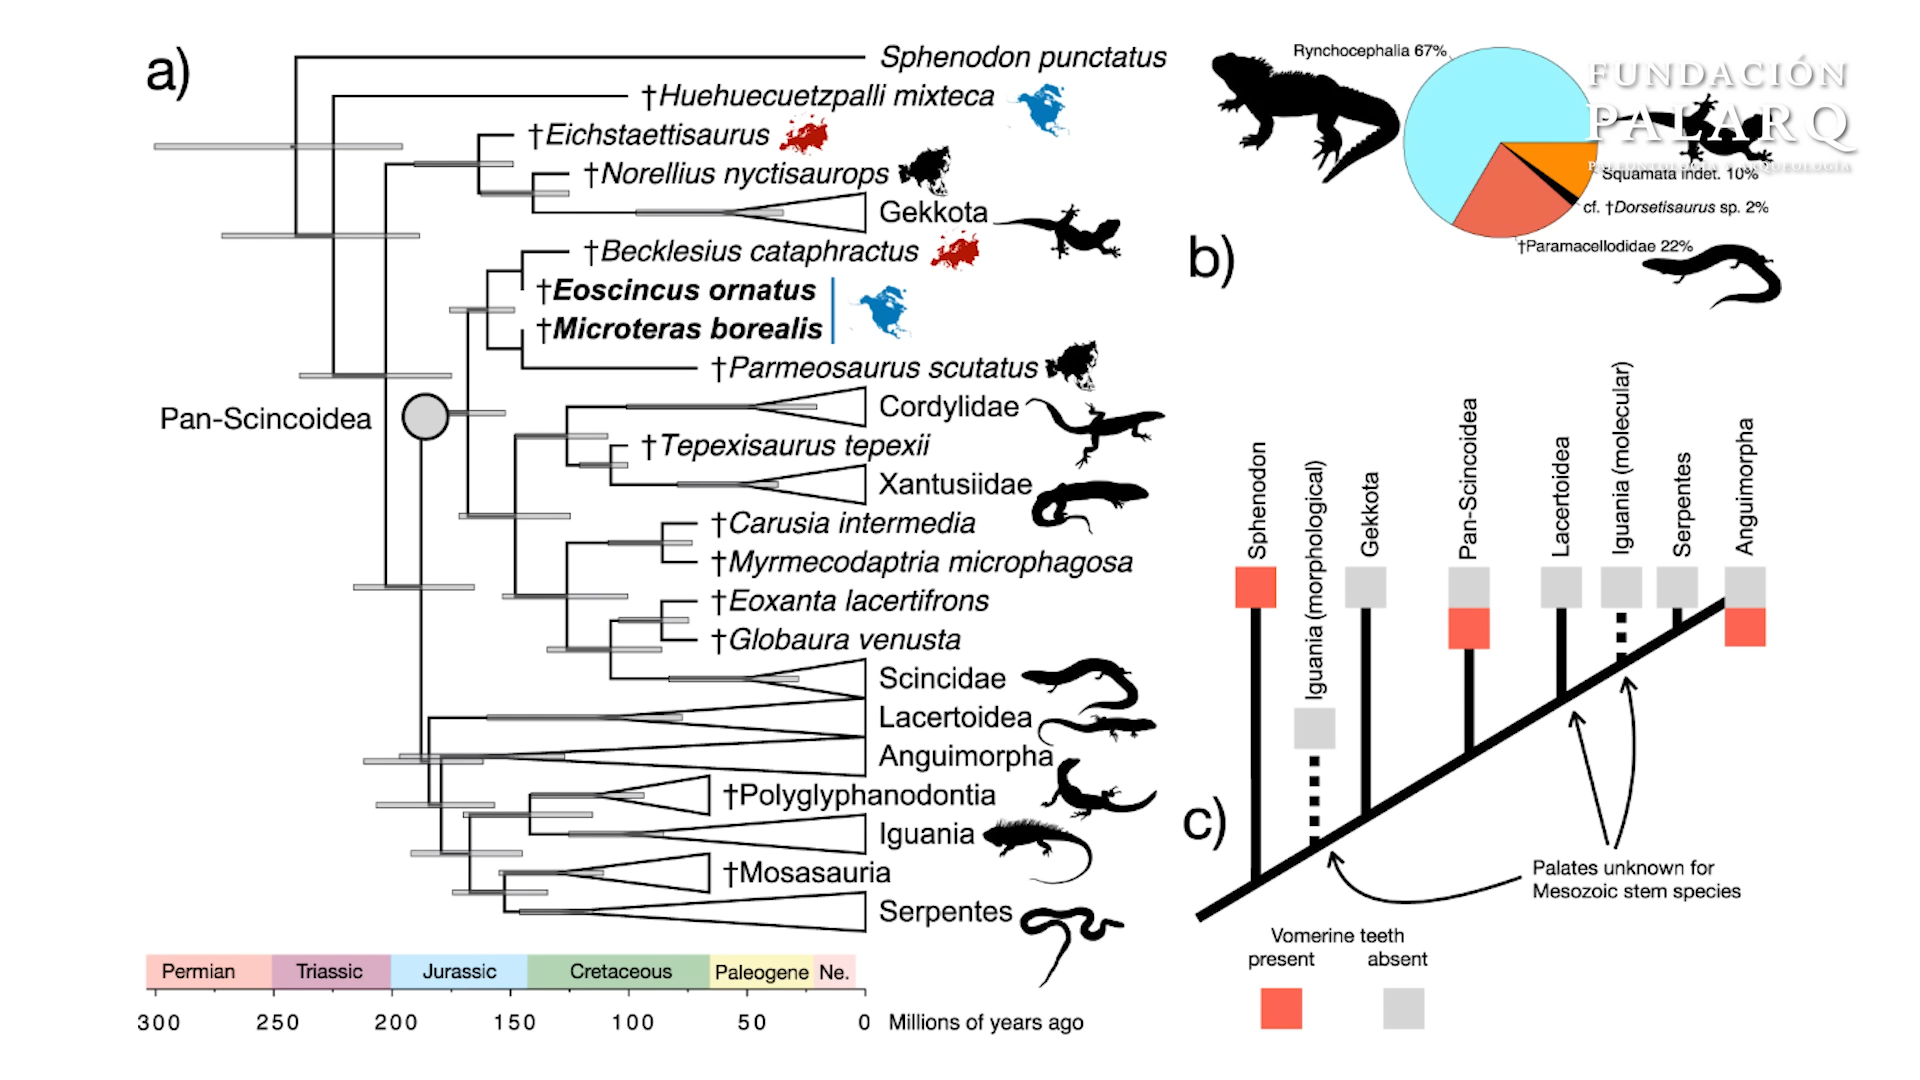 a)
Sphenodon punctatus
†Huehuecuetzpalli mixteca
†Eichstaettisaurus
†Norellius nyctisaurops
Gekkota
†Becklesius cataphractus
†Eoscincus ornatus
†Microteras borealis
†Parmeosaurus scutatus
Pan-Scincoidea
Cordylidae
†Tepexisaurus tepexii
Xantusiidae
†Carusia intermedia
†Myrmecodaptria microphagosa
†Eoxanta lacertifrons
†Globaura venusta
Scincidae
Lacertoidea
Anguimorpha
†Polyglyphanodontia
Iguania
†Mosasauria
Serpentes
Permian Triassic Jurassic Cretaceous Paleogene Ne.
300 250 200 150 100 50 0 Millions of years ago
b)
Rynchocephalia 67%
FUNDACIÓN
PALARQ
PALEONTOLOGÍA Y ARQUEOLOGÍA
Squamata indet. 10%
cf. †Dorsetisaurus sp. 2%
†Paramacellodidae 22%
c)
Sphenodon
Iguania (morphological)
Gekkota
Pan-Scincoidea
Lacertoidea
Iguania (molecular)
Serpentes
Anguimorpha
Palates unknown for
Mesozoic stem species
Vomerine teeth
present absent